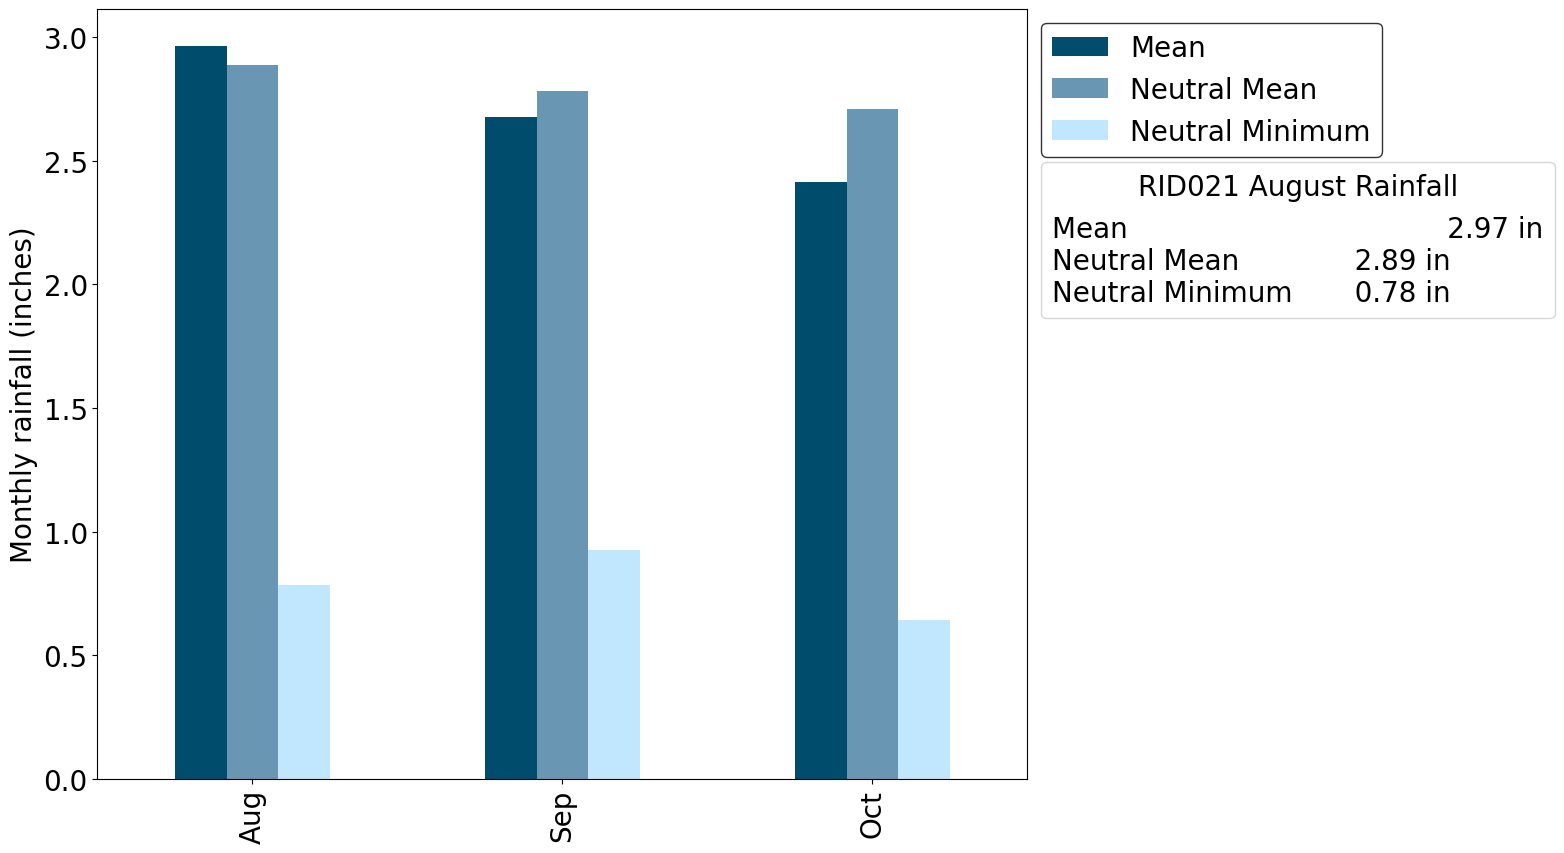 3.0
2.5
2.0
1.5
1.0
0.5
0.0
Monthly rainfall (inches)
Aug
Sep
Oct
Mean
Neutral Mean
Neutral Minimum
RID021 August Rainfall
Mean 2.97 in
Neutral Mean 2.89 in
Neutral Minimum 0.78 in